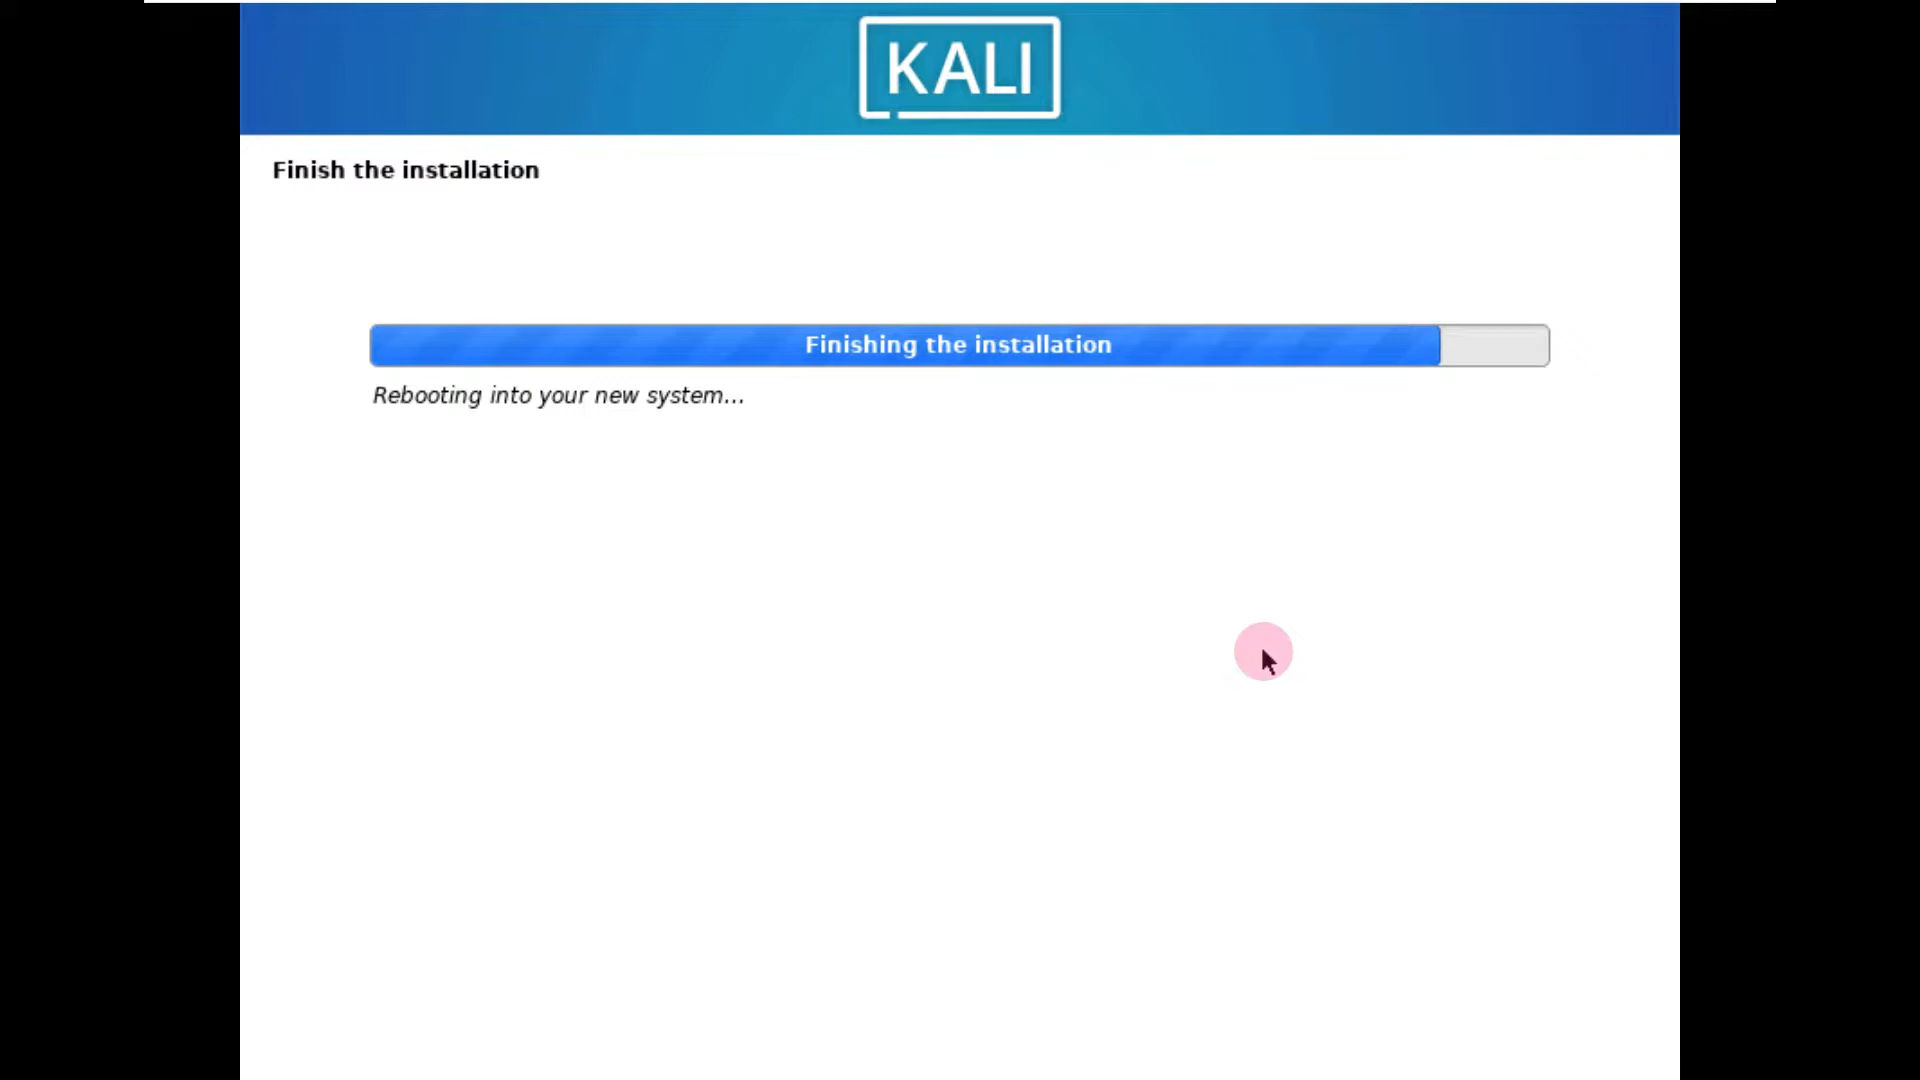 KALI
Finish the installation
Finishing the installation
Rebooting into your new system...